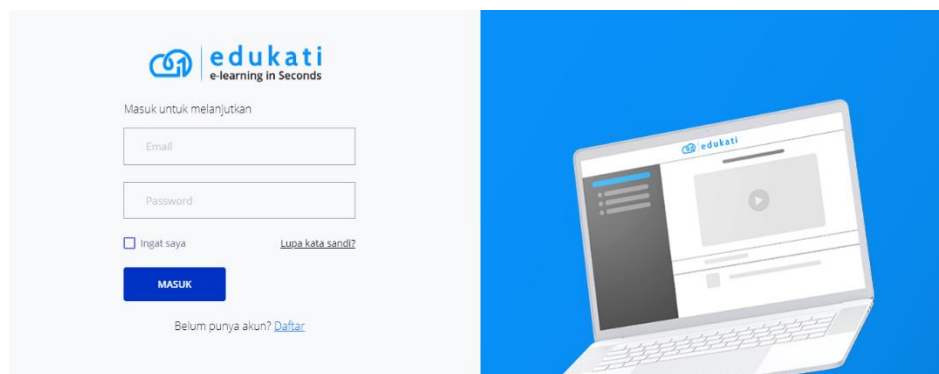 edukati
e-learning in Seconds
Masuk untuk melanjutkan
Email
Password
Ingat saya
Lupa kata sandi?
MASUK
Belum punya akun? Daftar
edukati